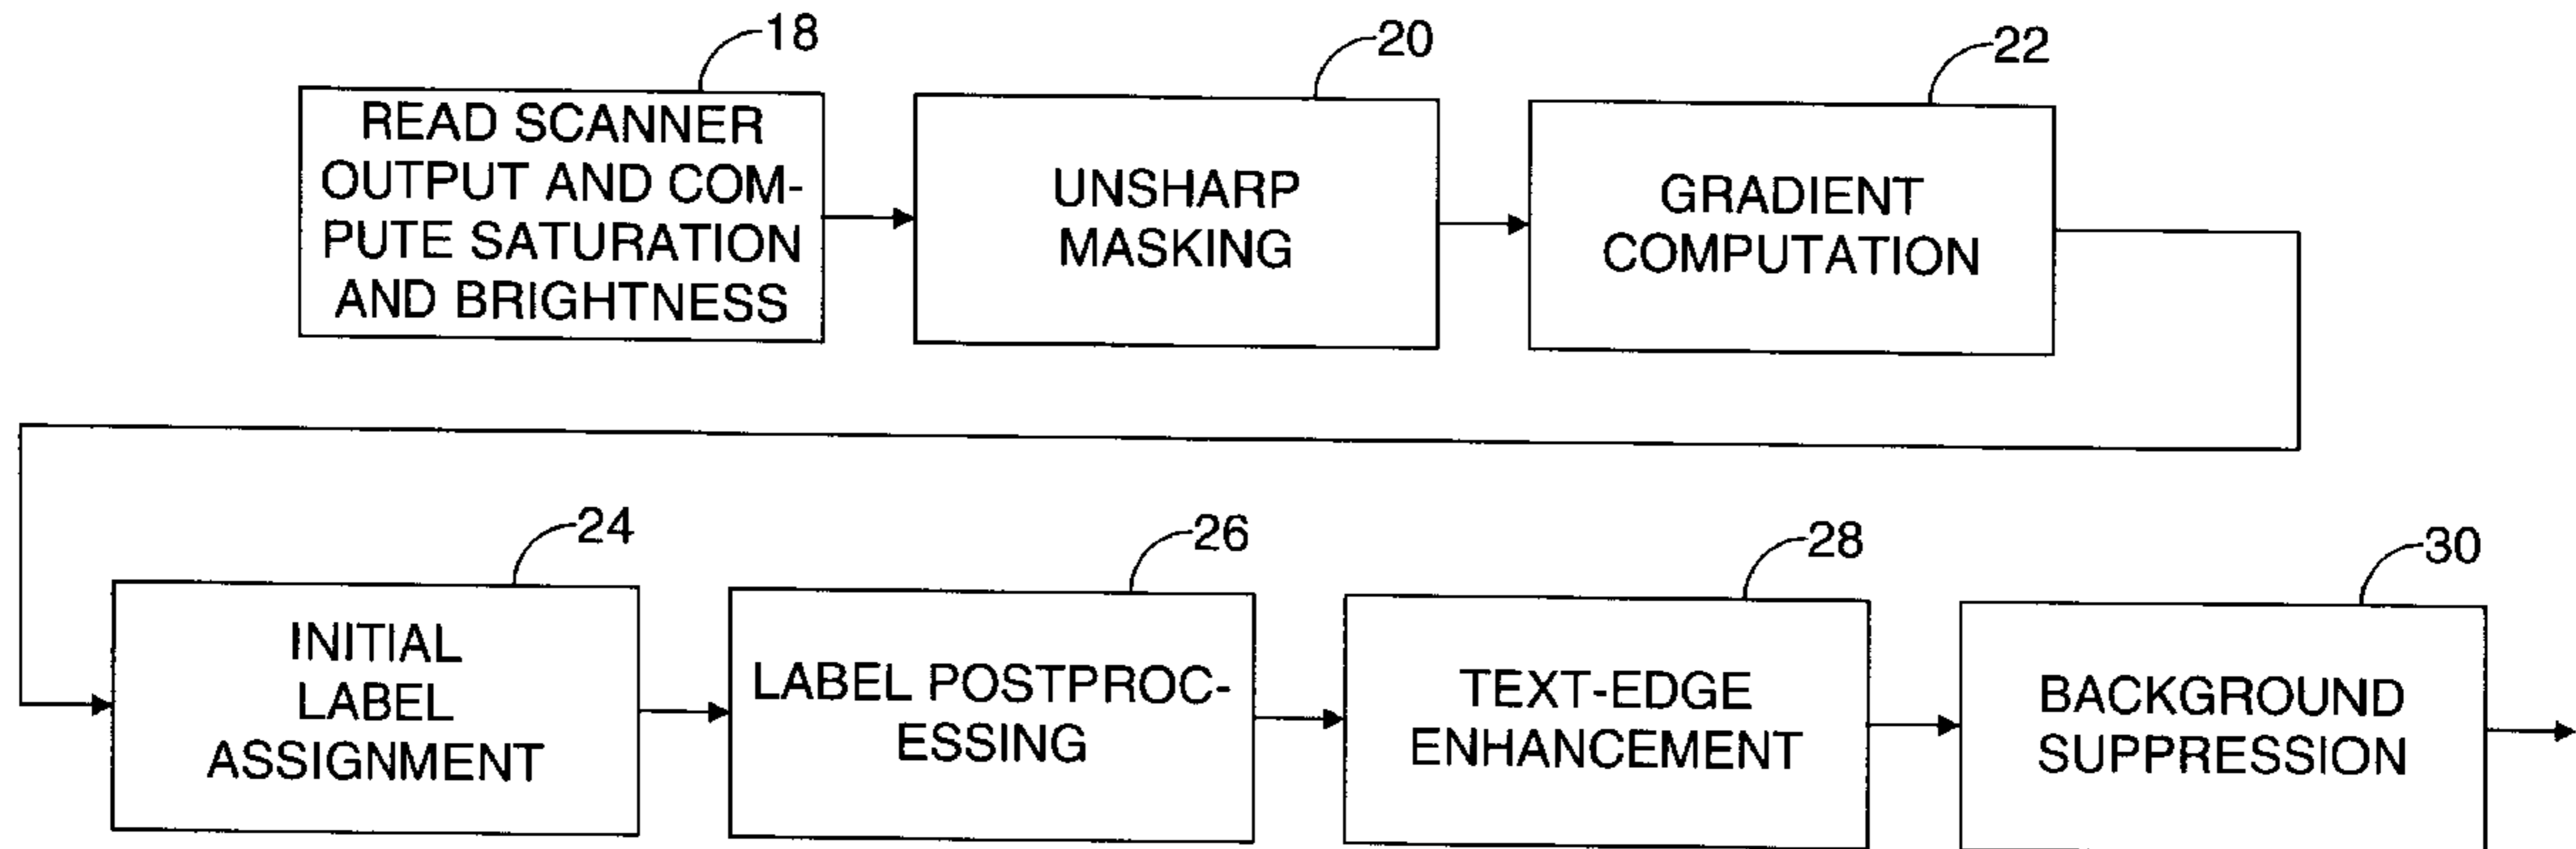 18
READ SCANNER
OUTPUT AND COM-
PUTE SATURATION
AND BRIGHTNESS
20
UNSHARP
MASKING
22
GRADIENT
COMPUTATION
24
INITIAL
LABEL
ASSIGNMENT
26
LABEL POSTPROC-
ESSING
28
TEXT-EDGE
ENHANCEMENT
30
BACKGROUND
SUPPRESSION